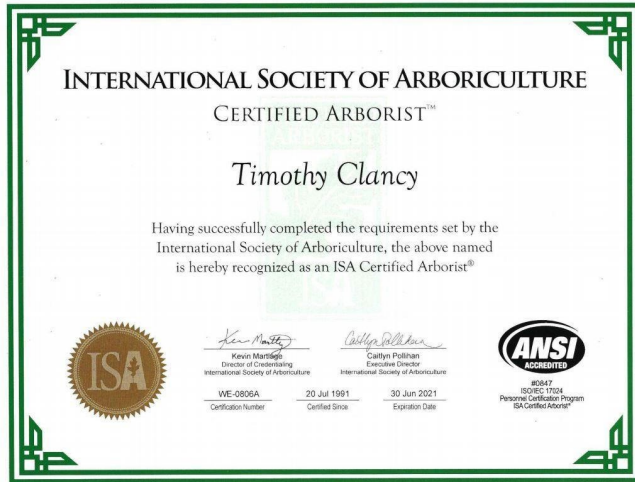 INTERNATIONAL SOCIETY OF ARBORICULTURE
CERTIFIED ARBORIST™
ARBORIST
Timothy Clancy
Having successfully completed the requirements set by the
International Society of Arboriculture, the above named
is hereby recognized as an ISA Certified Arborist®
ISA
ISA
Kevin Martlage
Director of Credentialing
International Society of Arboriculture
Caitlyn Pollihan
Executive Director
International Society of Arboriculture
WE-0806A
Certification Number
20 Jul 1991
Certified Since
30 Jun 2021
Expiration Date
ANSI
ACCREDITED
#0847
ISO/IEC 17024
Personnel Certification Program
ISA Certified Arborist®